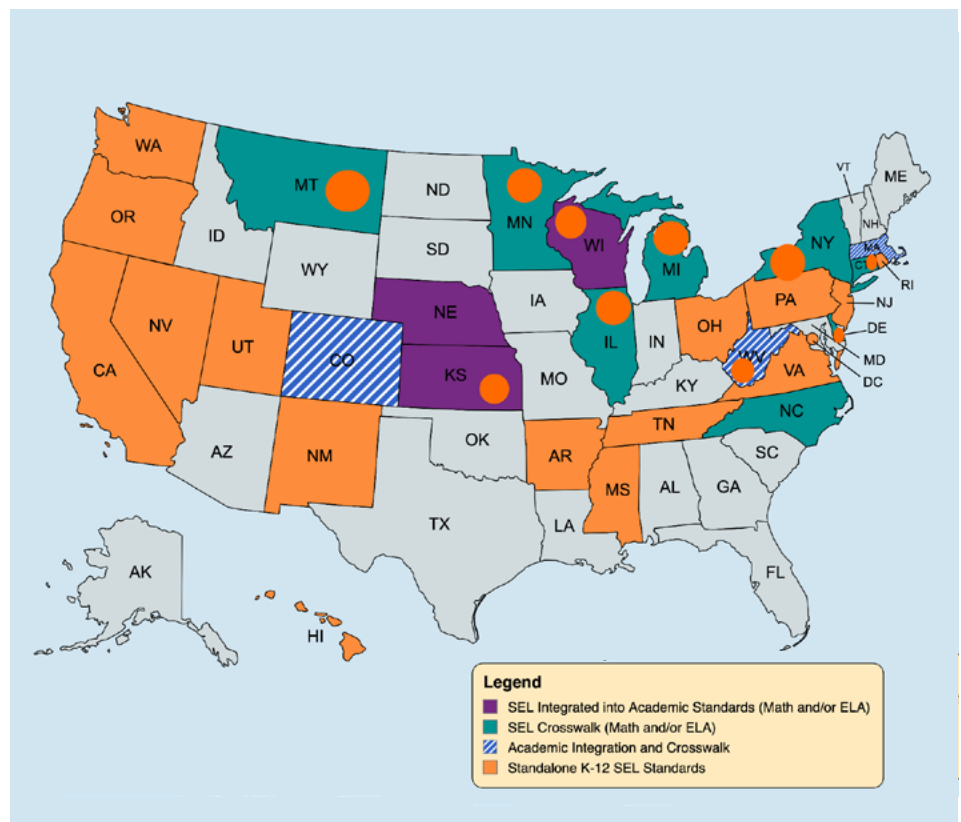 WA
MT
ND
MN
OR
ID
SD
WI
WY
MI
NY
VT
ME
NH
MA
CT
RI
IA
NE
PA
NJ
NV
UT
CO
CA
KS
MO
IL
IN
OH
WV
VA
DE
MD
DC
KY
NC
TN
AZ
NM
OK
AR
SC
MS
AL
GA
TX
LA
FL
AK
HI
Legend
SEL Integrated into Academic Standards (Math and/or ELA)
SEL Crosswalk (Math and/or ELA)
Academic Integration and Crosswalk
Standalone K-12 SEL Standards